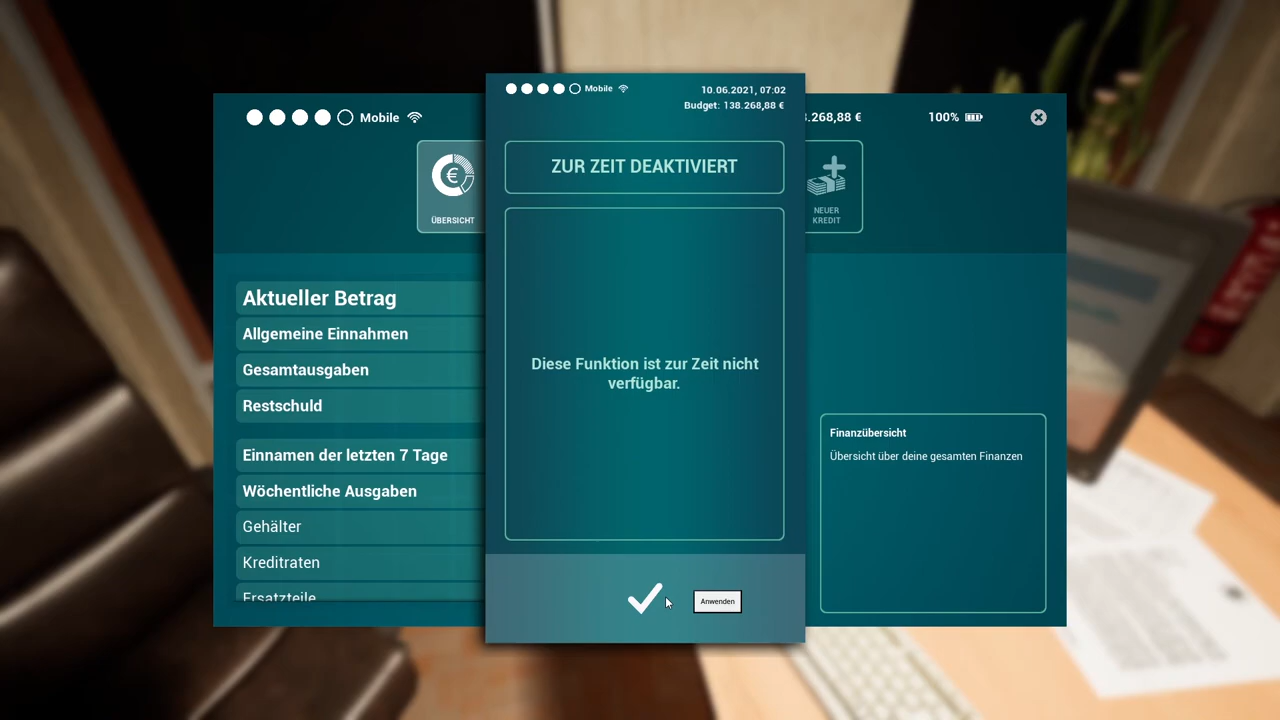 Mobile
10.06.2021, 07:02
Budget: 138.268,88 €
Mobile
.268,88 €
100%
ZUR ZEIT DEAKTIVIERT
ÜBERSICHT
NEUER
KREDIT
Aktueller Betrag
Allgemeine Einnahmen
Gesamtausgaben
Restschuld
Einnamen der letzten 7 Tage
Wöchentliche Ausgaben
Gehälter
Kreditraten
Ersatzteile
Diese Funktion ist zur Zeit nicht
verfügbar.
Finanzübersicht
Übersicht über deine gesamten Finanzen
Anwenden